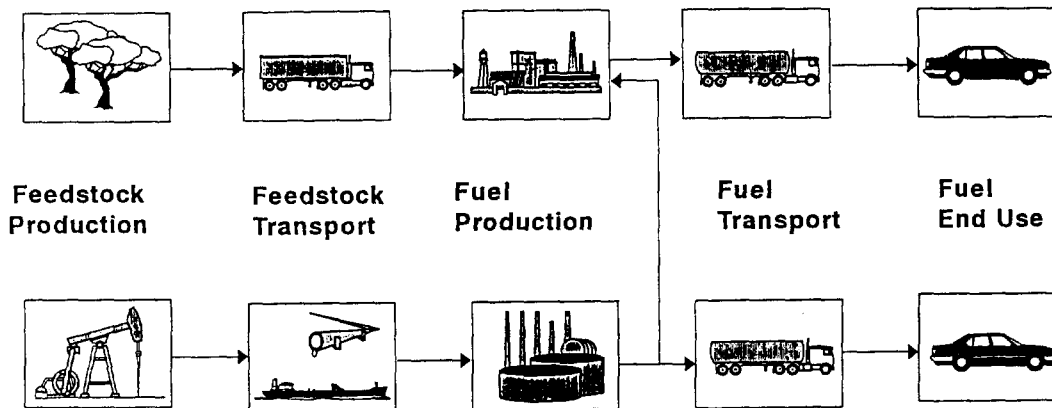 Feedstock
Production
Feedstock
Transport
Fuel
Production
Fuel
Transport
Fuel
End Use